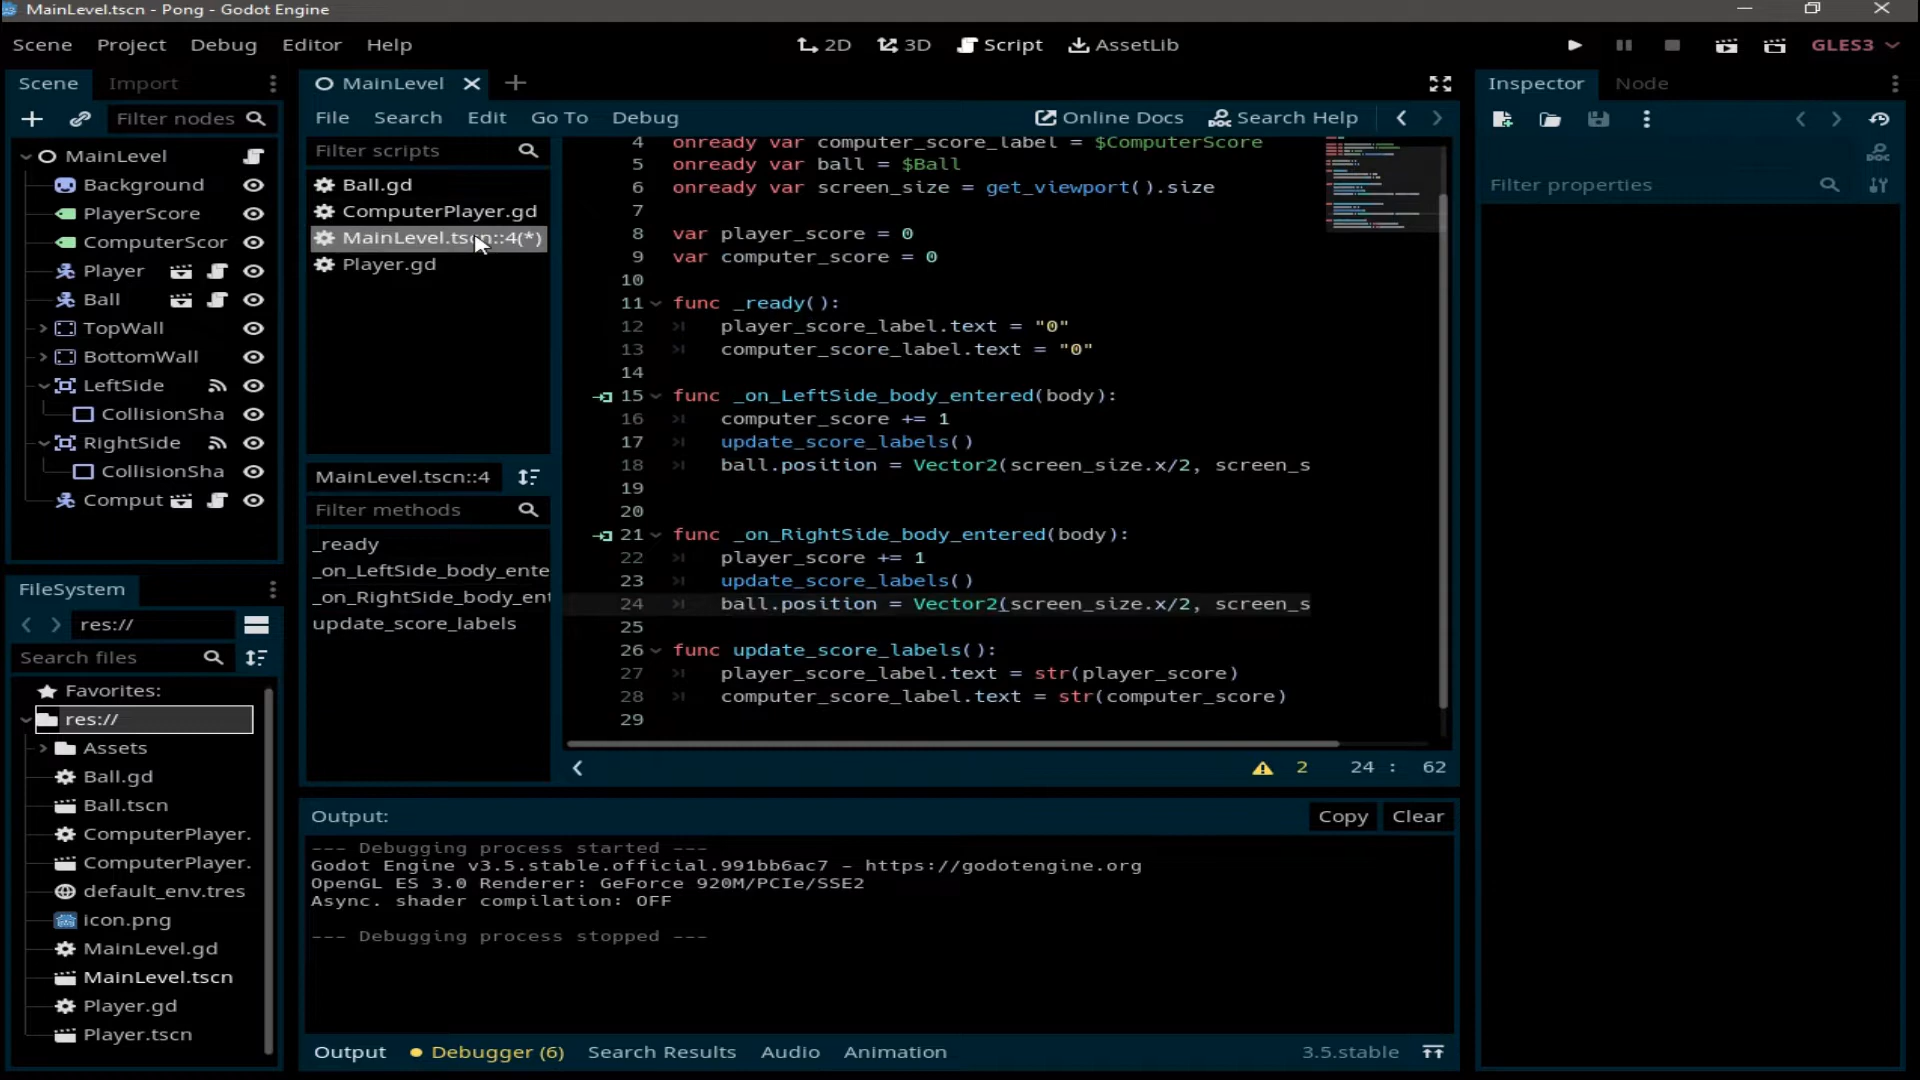 MainLevel.tscn - Pong - Godot Engine
Scene Project Debug Editor Help
2D 3D Script AssetLib
GLES3
Scene Import
Filter nodes
MainLevel
Background
PlayerScore
ComputerScor
Player
Ball
TopWall
BottomWall
LeftSide
CollisionSha
RightSide
CollisionSha
Comput
FileSystem
res://
Search files
Favorites:
res://
Assets
Ball.gd
Ball.tscn
ComputerPlayer.
ComputerPlayer.
default_env.tres
icon.png
MainLevel.gd
MainLevel.tscn
Player.gd
Player.tscn
MainLevel
File Search Edit Go To Debug
Online Docs Search Help
Filter scripts
Ball.gd
ComputerPlayer.gd
MainLevel.tscn::4(*)
Player.gd
MainLevel.tscn::4
Filter methods
_ready
_on_LeftSide_body_ente
_on_RightSide_body_ent
update_score_labels
4 onready var computer_score_label = $ComputerScore
5 onready var ball = $Ball
6 onready var screen_size = get_viewport().size
7
8 var player_score = 0
9 var computer_score = 0
10
11 func _ready():
12 player_score_label.text = "0"
13 computer_score_label.text = "0"
14
15 func _on_LeftSide_body_entered(body):
16 computer_score += 1
17 update_score_labels()
18 ball.position = Vector2(screen_size.x/2, screen_s
19
20
21 func _on_RightSide_body_entered(body):
22 player_score += 1
23 update_score_labels()
24 ball.position = Vector2(screen_size.x/2, screen_s
25
26 func update_score_labels():
27 player_score_label.text = str(player_score)
28 computer_score_label.text = str(computer_score)
29
2 24 : 62
Output:
Copy Clear
--- Debugging process started ---
Godot Engine v3.5.stable.official.991bb6ac7 - https://godotengine.org
OpenGL ES 3.0 Renderer: GeForce 920M/PCIe/SSE2
Async. shader compilation: OFF
--- Debugging process stopped ---
Output Debugger (6) Search Results Audio Animation
3.5.stable
Inspector Node
Filter properties